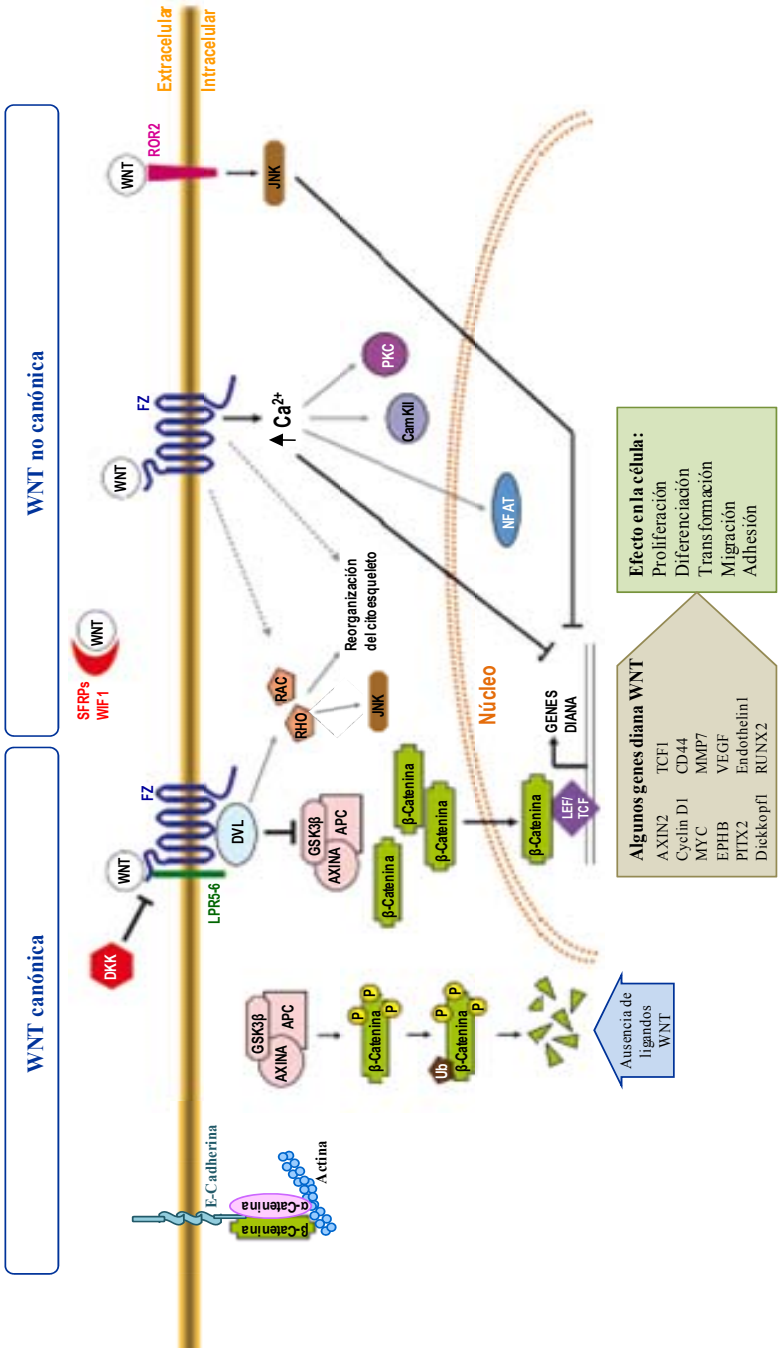 WNT canónica
WNT no canónica
Extracelular
Intracelular
E-Cadherina
β-Catenina
α-Catenina
Actina
DKK
WNT
LPR5-6
FZ
DVL
GSK3β
AXINA
APC
GSK3β
AXINA
APC
β-Catenina
P
P
P
Ub
β-Catenina
P
P
P
Ausencia de
ligandos
WNT
β-Catenina
β-Catenina
β-Catenina
β-Catenina
LEF/
TCF
GENES
DIANA
Núcleo
SFRPs
WIF1
WNT
RAC
RHO
JNK
Reorganización
del citoesqueleto
WNT
FZ
Ca2+
PKC
CamKII
NFAT
WNT
ROR2
JNK
Algunos genes diana WNT
AXIN2 TCF1
Cyclin D1 CD44
MYC MMP7
EPHB VEGF
PITX2 Endothelin1
Dickkopf1 RUNX2
Efecto en la célula:
Proliferación
Diferenciación
Transformación
Migración
Adhesión